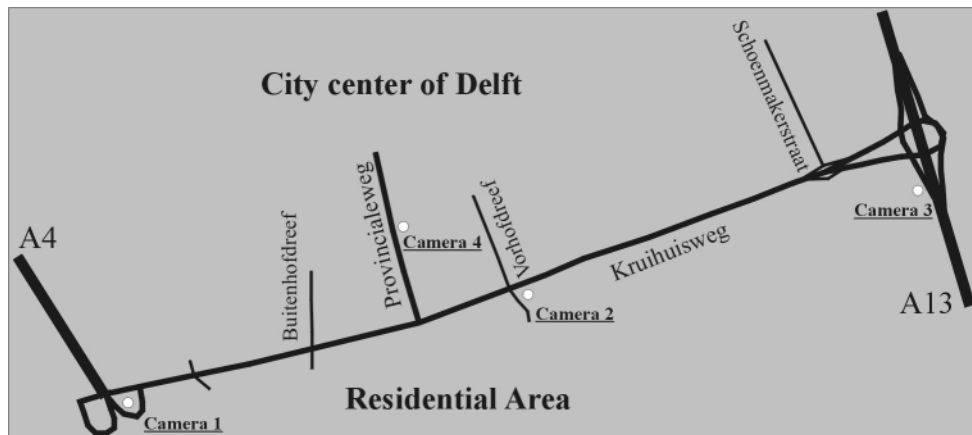 City center of Delft
Schoenmakerstraat
Provincialeweg
Camera 3
A4
Camera 4
Vorhofdreef
Kruihuisweg
Buitenhofdreef
A13
Camera 2
Residential Area
Camera 1